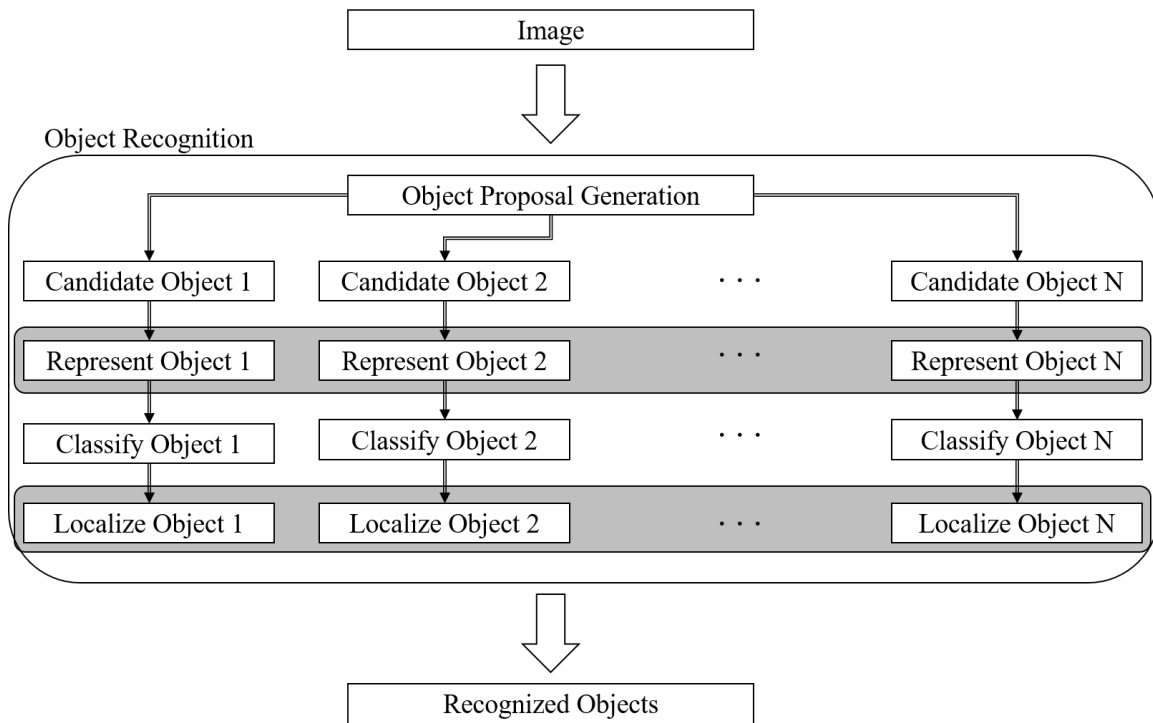 Image
Object Recognition
Object Proposal Generation
Candidate Object 1 Candidate Object 2 . . . Candidate Object N
Represent Object 1 Represent Object 2 . . . Represent Object N
Classify Object 1 Classify Object 2 . . . Classify Object N
Localize Object 1 Localize Object 2 . . . Localize Object N
Recognized Objects